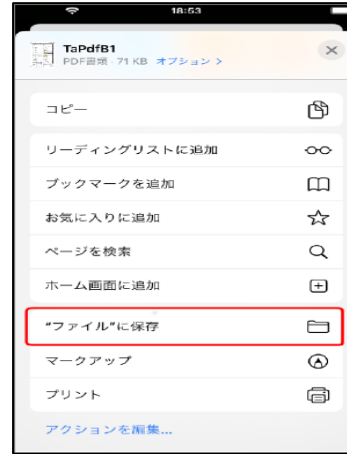 18:53
TaPdfB1
PDF書類・71 KB オプション >
コピー
リーディングリストに追加
ブックマークを追加
お気に入りに追加
ページを検索
ホーム画面に追加
"ファイル"に保存
マークアップ
プリント
アクションを編集...